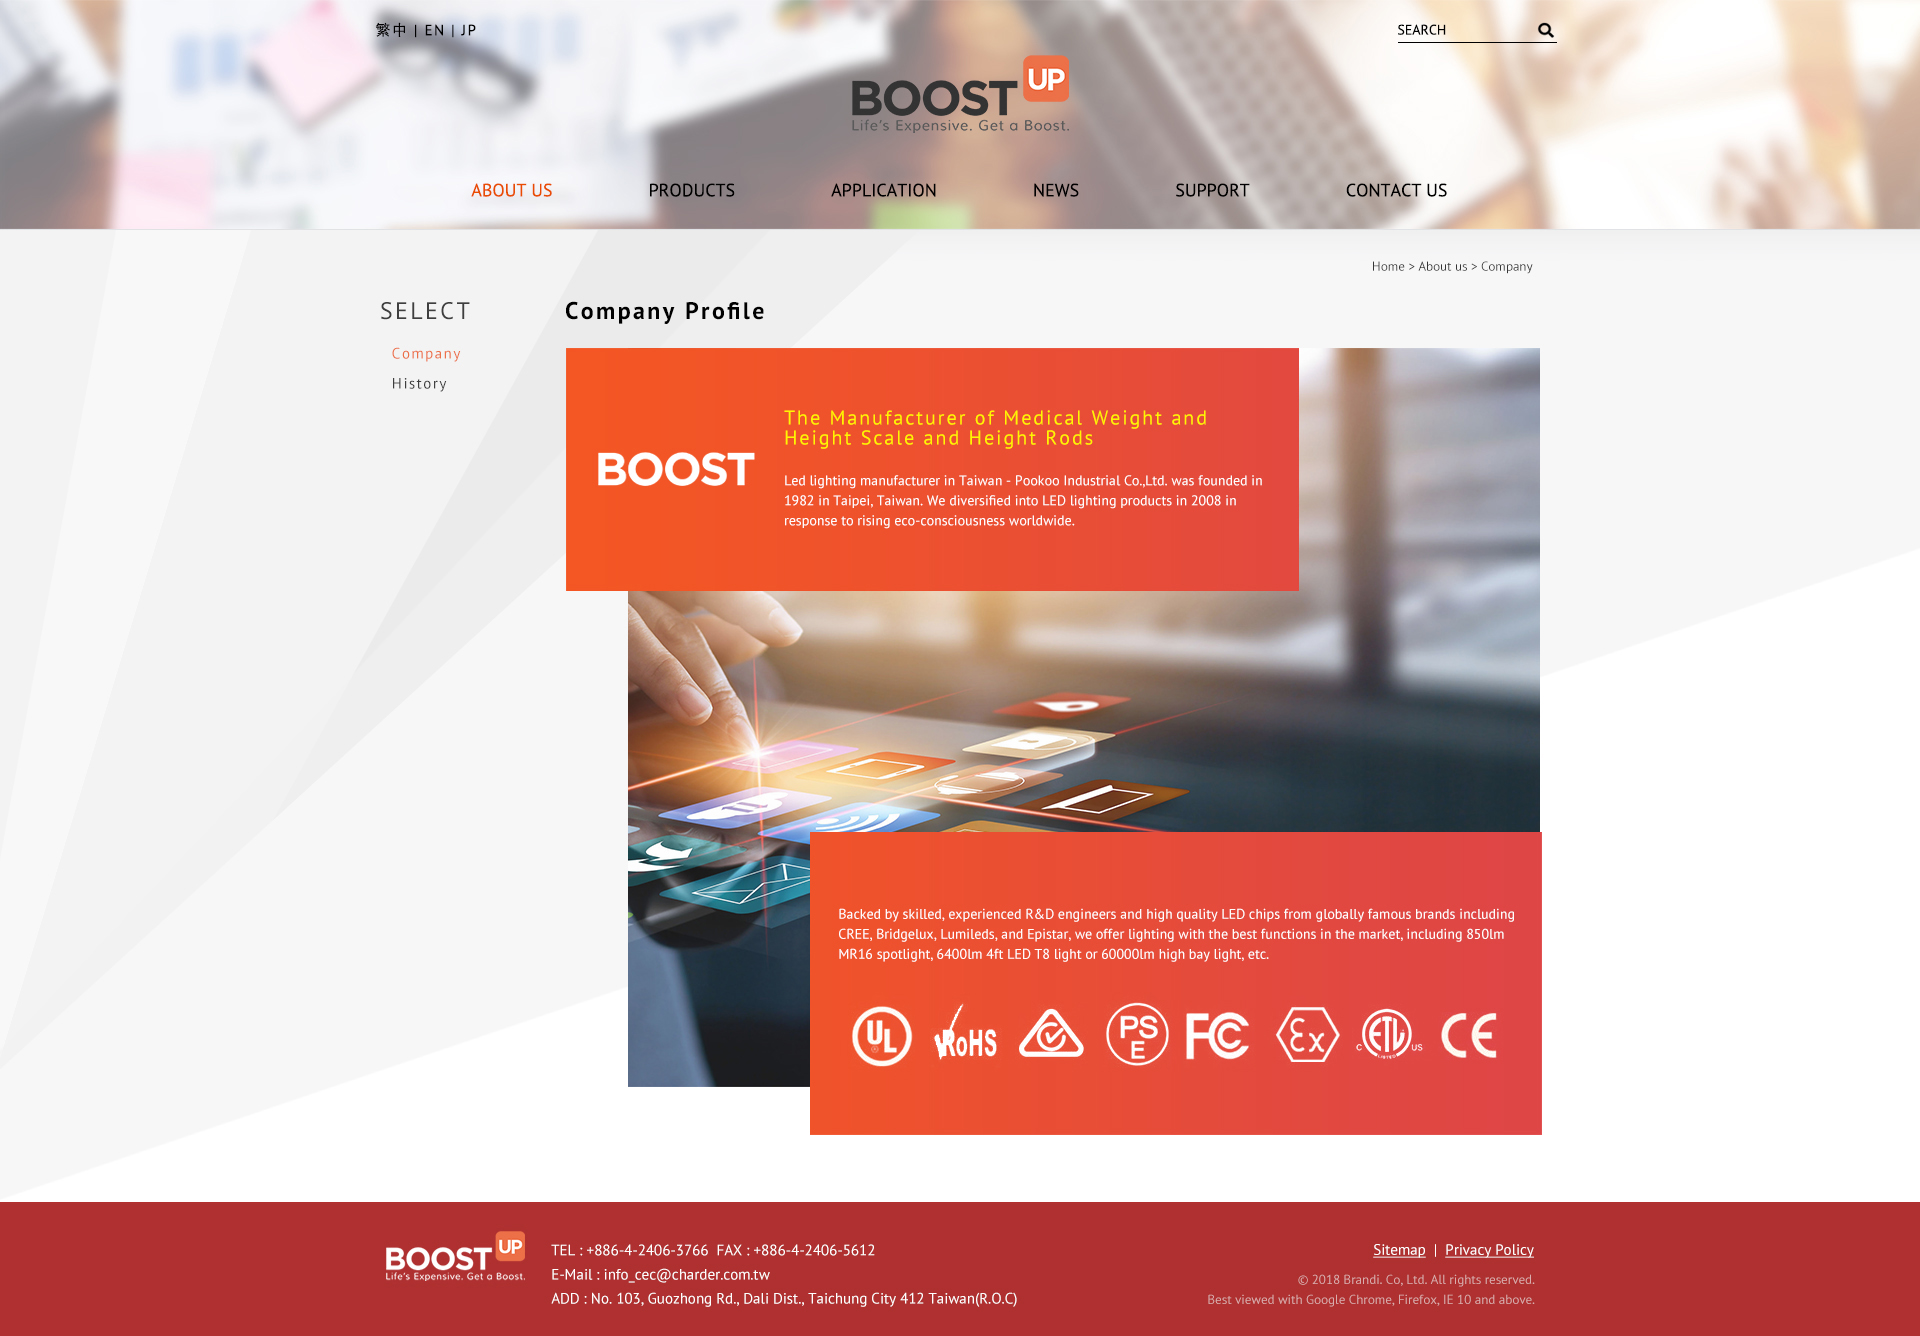 繁中 | EN | JP
SEARCH
BOOST UP
Life's Expensive. Get a Boost.
ABOUT US PRODUCTS APPLICATION NEWS SUPPORT CONTACT US
Home > About us > Company
SELECT
Company
History
Company Profile
BOOST
The Manufacturer of Medical Weight and
Height Scale and Height Rods
Led lighting manufacturer in Taiwan - Pookoo Industrial Co.,Ltd. was founded in
1982 in Taipei, Taiwan. We diversified into LED lighting products in 2008 in
response to rising eco-consciousness worldwide.
Backed by skilled, experienced R&D engineers and high quality LED chips from globally famous brands including
CREE, Bridgelux, Lumileds, and Epistar, we offer lighting with the best functions in the market, including 850lm
MR16 spotlight, 6400lm 4ft LED T8 light or 60000lm high bay light, etc.
UL RoHS PSE FC Ex C ETL US LISTED CE
BOOST UP
Life's Expensive. Get a Boost.
TEL : +886-4-2406-3766 FAX : +886-4-2406-5612
E-Mail : info_cec@charder.com.tw
ADD : No. 103, Guozhong Rd., Dali Dist., Taichung City 412 Taiwan(R.O.C)
Sitemap | Privacy Policy
© 2018 Brandi. Co, Ltd. All rights reserved.
Best viewed with Google Chrome, Firefox, IE 10 and above.